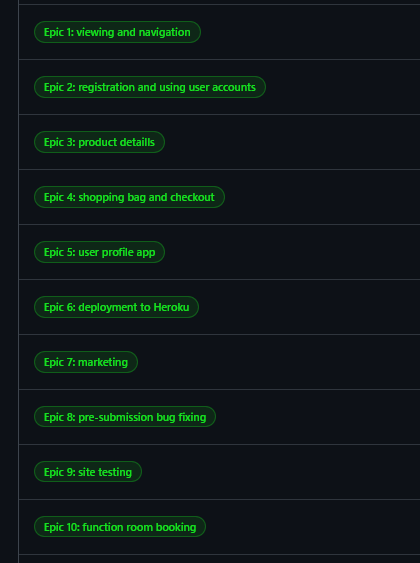 Epic 1: viewing and navigation
Epic 2: registration and using user accounts
Epic 3: product detaills
Epic 4: shopping bag and checkout
Epic 5: user profile app
Epic 6: deployment to Heroku
Epic 7: marketing
Epic 8: pre-submission bug fixing
Epic 9: site testing
Epic 10: function room booking